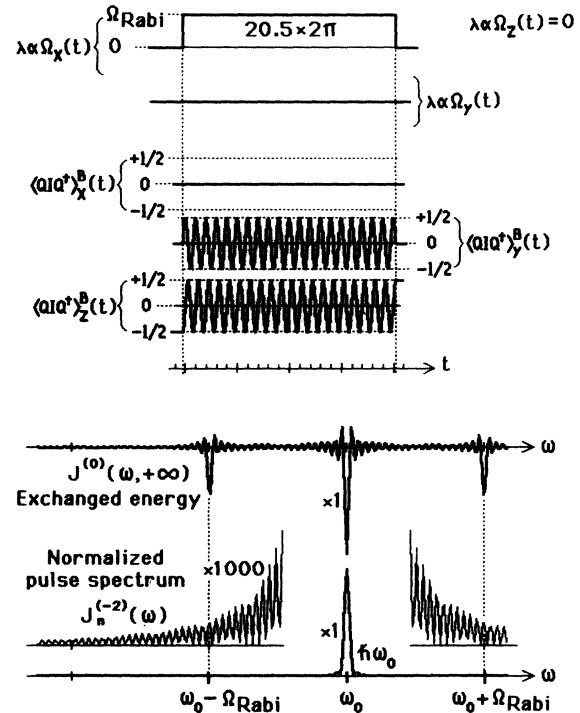 Ω_Rabi
20.5×2π
λαΩ_Z(t)=0
λαΩ_X(t)
0
λαΩ_y(t)
+1/2
⟨QIQ†⟩^B_X(t)
0
-1/2
+1/2
0
⟨QIQ†⟩^B_y(t)
-1/2
+1/2
⟨QIQ†⟩^B_Z(t)
0
-1/2
t
ω
J^(0)(ω,+∞)
Exchanged energy
×1
Normalized
pulse spectrum
×1000
J_n^(-2)(ω)
×1
ħω_0
ω
ω_0-Ω_Rabi
ω_0
ω_0+Ω_Rabi